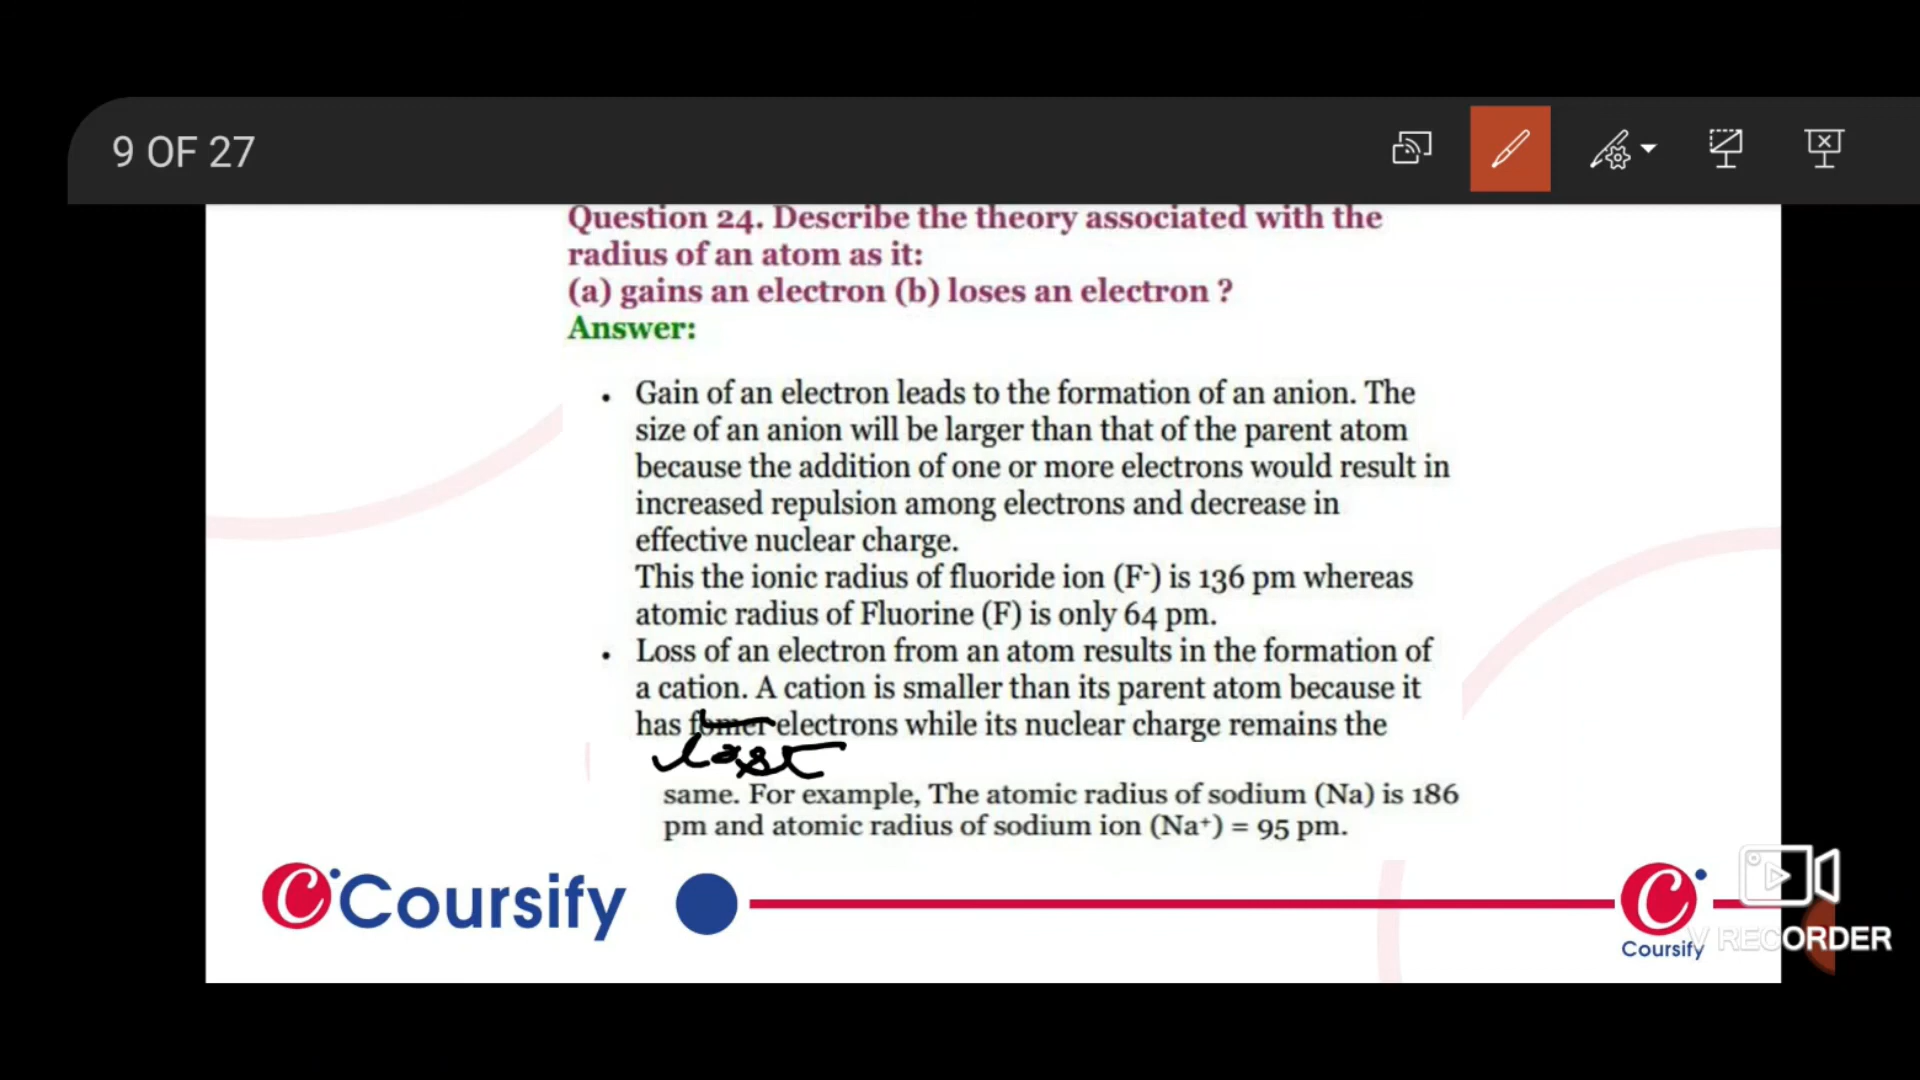 9 OF 27
Question 24. Describe the theory associated with the
radius of an atom as it:
(a) gains an electron (b) loses an electron ?
Answer:
• Gain of an electron leads to the formation of an anion. The
size of an anion will be larger than that of the parent atom
because the addition of one or more electrons would result in
increased repulsion among electrons and decrease in
effective nuclear charge.
This the ionic radius of fluoride ion (F-) is 136 pm whereas
atomic radius of Fluorine (F) is only 64 pm.
• Loss of an electron from an atom results in the formation of
a cation. A cation is smaller than its parent atom because it
has fomer electrons while its nuclear charge remains the
same. For example, The atomic radius of sodium (Na) is 186
pm and atomic radius of sodium ion (Na+) = 95 pm.
Coursify
Coursify
V RECORDER